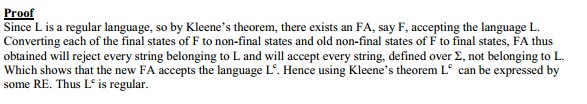 Proof
Since L is a regular language, so by Kleene's theorem, there exists an FA, say F, accepting the language L.
Converting each of the final states of F to non-final states and old non-final states of F to final states, FA thus
obtained will reject every string belonging to L and will accept every string, defined over Σ, not belonging to L.
Which shows that the new FA accepts the language Lᶜ. Hence using Kleene's theorem Lᶜ can be expressed by
some RE. Thus Lᶜ is regular.